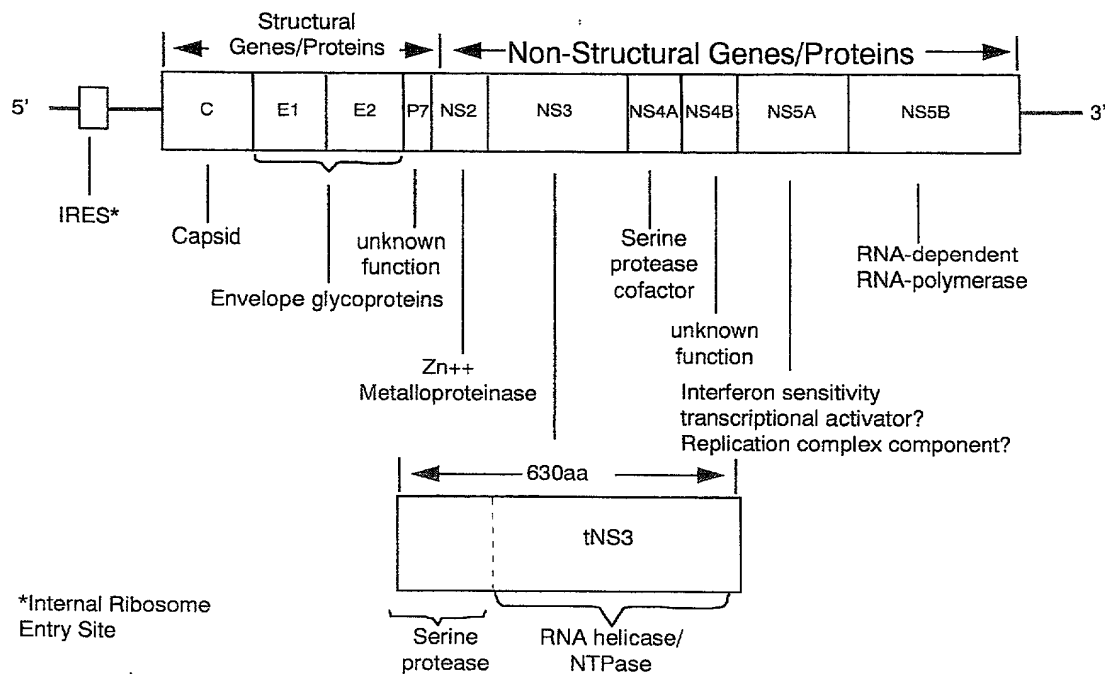 Structural
Genes/Proteins
Non-Structural Genes/Proteins
5'
C
E1
E2
P7
NS2
NS3
NS4A
NS4B
NS5A
NS5B
3'
IRES*
Capsid
unknown
function
Envelope glycoproteins
Zn++
Metalloproteinase
Serine
protease
cofactor
unknown
function
RNA-dependent
RNA-polymerase
Interferon sensitivity
transcriptional activator?
Replication complex component?
630aa
tNS3
*Internal Ribosome
Entry Site
Serine
protease
RNA helicase/
NTPase